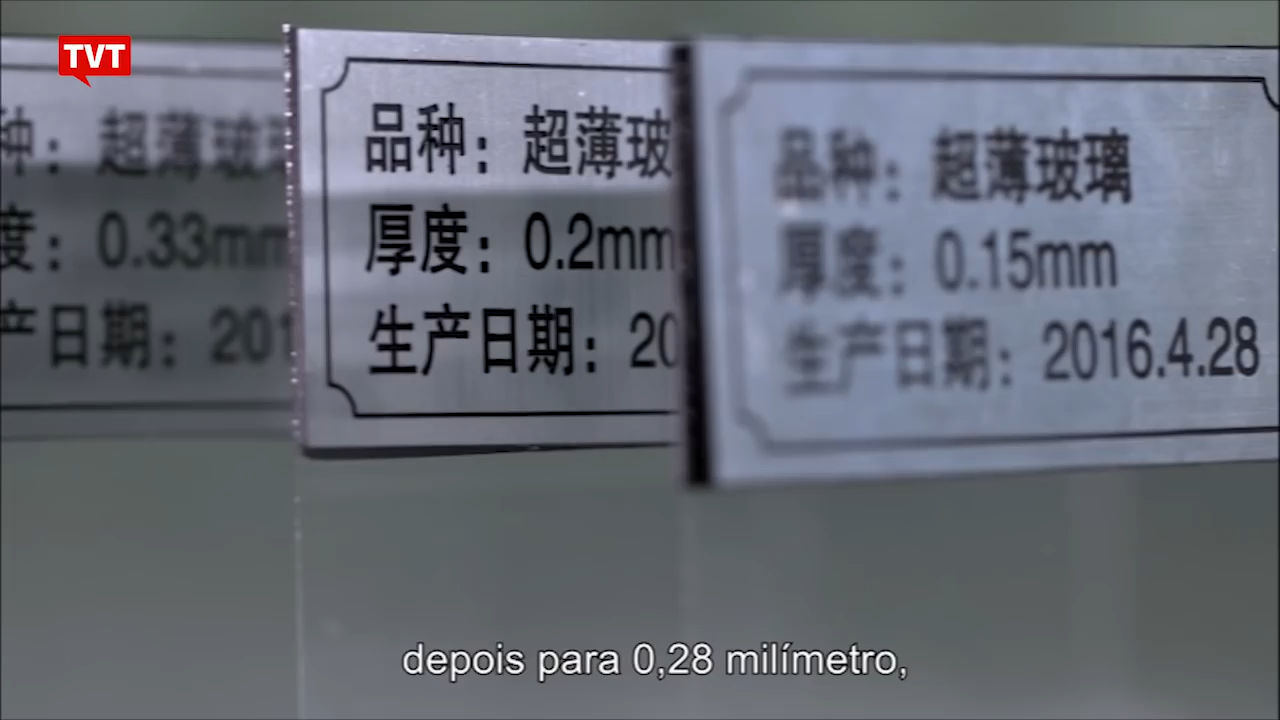 TVT
种：超薄玻璃
度：0.33mm
产日期：201
品种：超薄玻
厚度：0.2mm
生产日期：20
品种：超薄玻璃
厚度：0.15mm
生产日期：2016.4.28
depois para 0,28 milímetro,